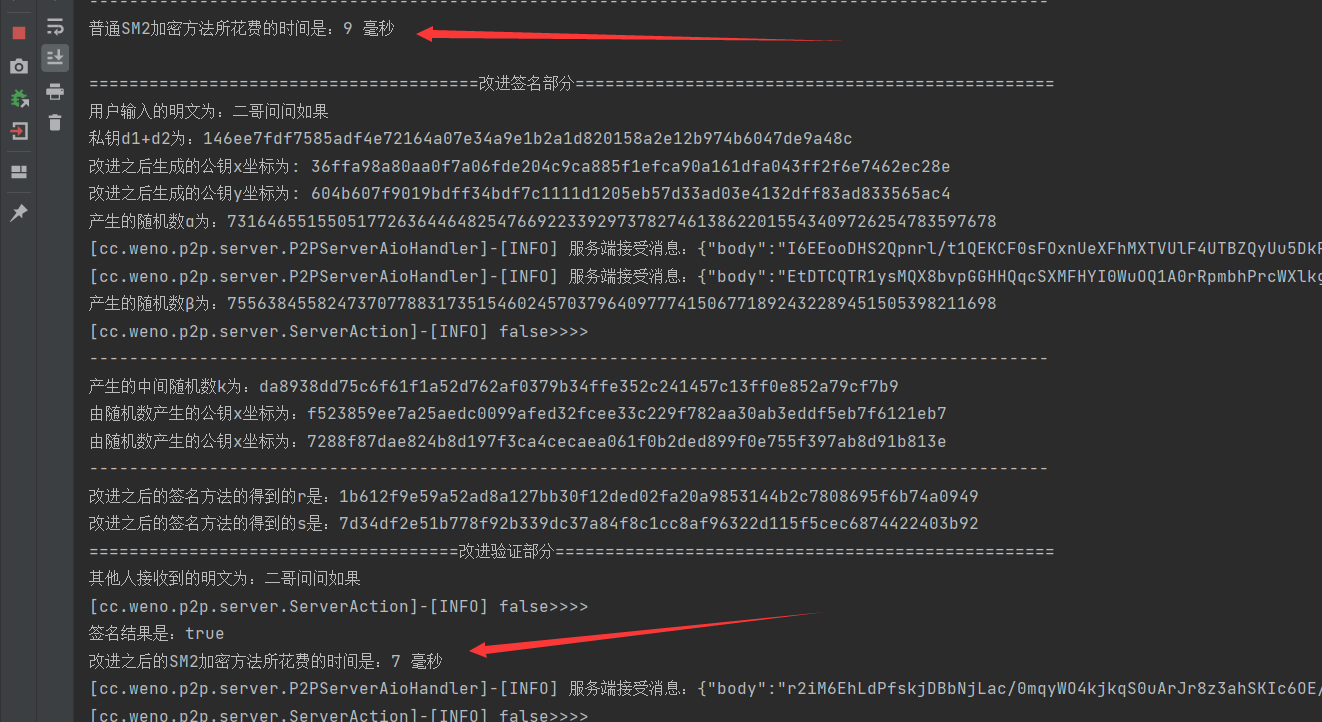 --------------------------------------------------------------------------------------------------
普通SM2加密方法所花费的时间是：9 毫秒
=======================================改进签名部分================================================
用户输入的明文为：二哥问问如果
私钥d1+d2为：146ee7fdf7585adf4e72164a07e34a9e1b2a1d820158a2e12b974b6047de9a48c
改进之后生成的公钥x坐标为: 36ffa98a80aa0f7a06fde204c9ca885f1efca90a161dfa043ff2f6e7462ec28e
改进之后生成的公钥y坐标为: 604b607f9019bdff34bdf7c1111d1205eb57d33ad03e4132dff83ad833565ac4
产生的随机数α为：73164655155051772636446482547669223392973782746138622015543409726254783597678
[cc.weno.p2p.server.P2PServerAioHandler]-[INFO] 服务端接受消息：{"body":"I6EEooDHS2Qpnrl/t1QEKCF0sFOxnUeXFhMXTVUlF4UTBZQyUu5DkF
[cc.weno.p2p.server.P2PServerAioHandler]-[INFO] 服务端接受消息：{"body":"EtDTCQTR1ysMQX8bvpGGHHQqcSXMFHYI0WuOQ1A0rRpmbhPrcWXlkg
产生的随机数β为：75563845582473707788317351546024570379640977741506771892432289451505398211698
[cc.weno.p2p.server.ServerAction]-[INFO] false>>>>
--------------------------------------------------------------------------------------------------
产生的中间随机数k为：da8938dd75c6f61f1a52d762af0379b34ffe352c241457c13ff0e852a79cf7b9
由随机数产生的公钥x坐标为：f523859ee7a25aedc0099afed32fcee33c229f782aa30ab3eddf5eb7f6121eb7
由随机数产生的公钥x坐标为：7288f87dae824b8d197f3ca4cecaea061f0b2ded899f0e755f397ab8d91b813e
--------------------------------------------------------------------------------------------------
改进之后的签名方法的得到的r是：1b612f9e59a52ad8a127bb30f12ded02fa20a9853144b2c7808695f6b74a0949
改进之后的签名方法的得到的s是：7d34df2e51b778f92b339dc37a84f8c1cc8af96322d115f5cec6874422403b92
=====================================改进验证部分==================================================
其他人接收到的明文为：二哥问问如果
[cc.weno.p2p.server.ServerAction]-[INFO] false>>>>
签名结果是：true
改进之后的SM2加密方法所花费的时间是：7 毫秒
[cc.weno.p2p.server.P2PServerAioHandler]-[INFO] 服务端接受消息：{"body":"r2iM6EhLdPfskjDBbNjLac/0mqyWO4kjkqS0uArJr8z3ahSKIc6OE/
[cc.weno.p2p.server.ServerAction]-[INFO] false>>>>